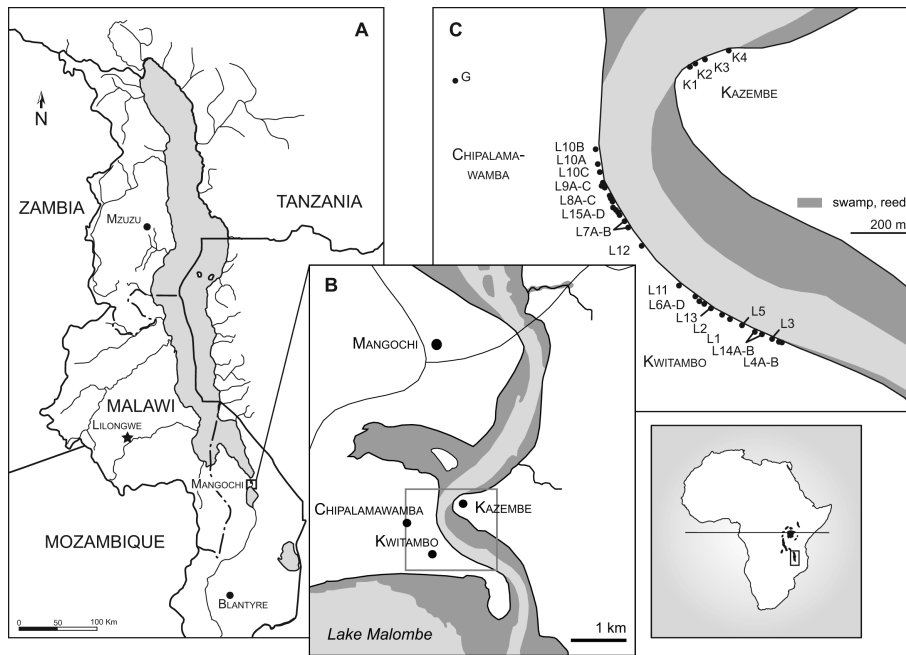 A
N
ZAMBIA
TANZANIA
MZUZU
MALAWI
LILONGWE
MANGOCHI
MOZAMBIQUE
BLANTYRE
0 50 100 Km
B
MANGOCHI
CHIPALAMAWAMBA
KAZEMBE
KWITAMBO
Lake Malombe
1 km
C
G
K4
K3
K2
K1
KAZEMBE
CHIPALAMA-
WAMBA
L10B
L10A
L10C
L9A-C
L8A-C
L15A-D
L7A-B
L12
swamp, reed
200 m
L11
L6A-D
L13
L5
L2
L3
L1
L14A-B
L4A-B
KWITAMBO